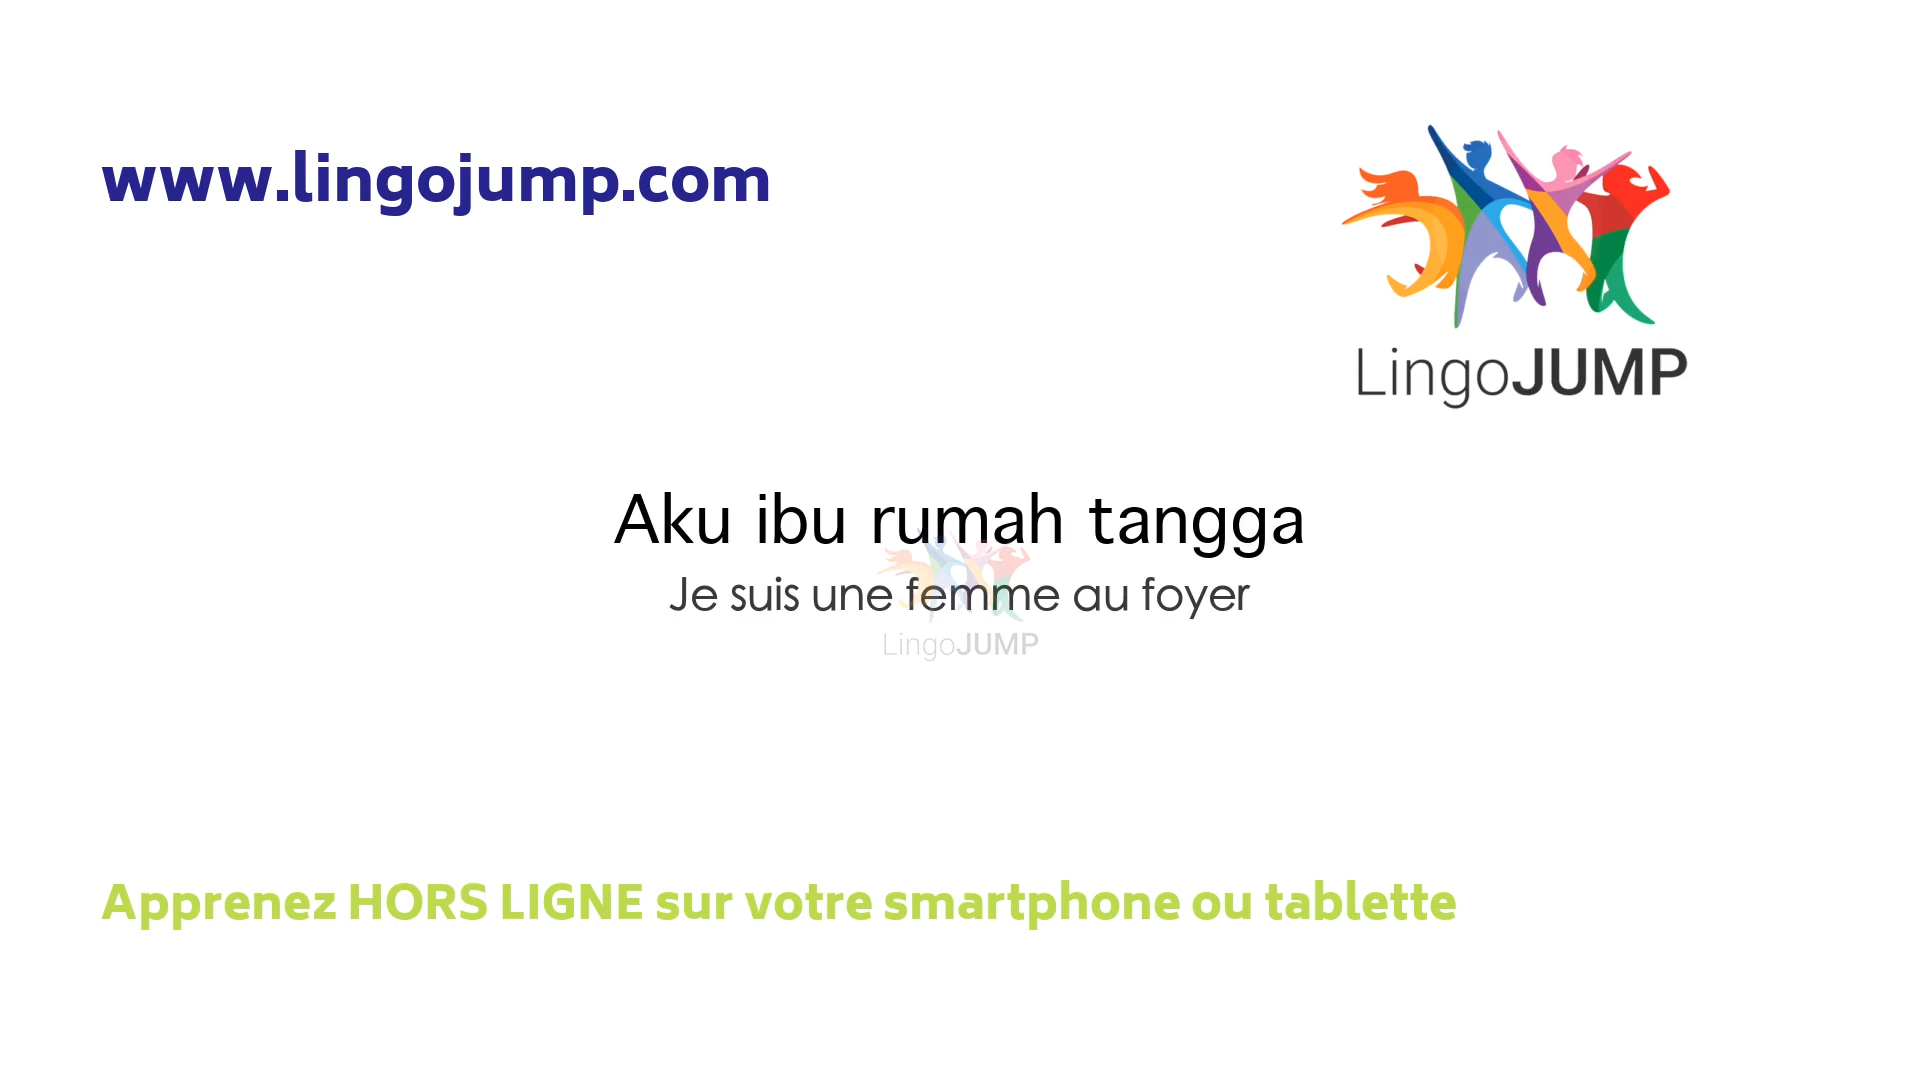 www.lingojump.com
LingoJUMP
Aku ibu rumah tangga
Je suis une femme au foyer
LingoJUMP
Apprenez HORS LIGNE sur votre smartphone ou tablette